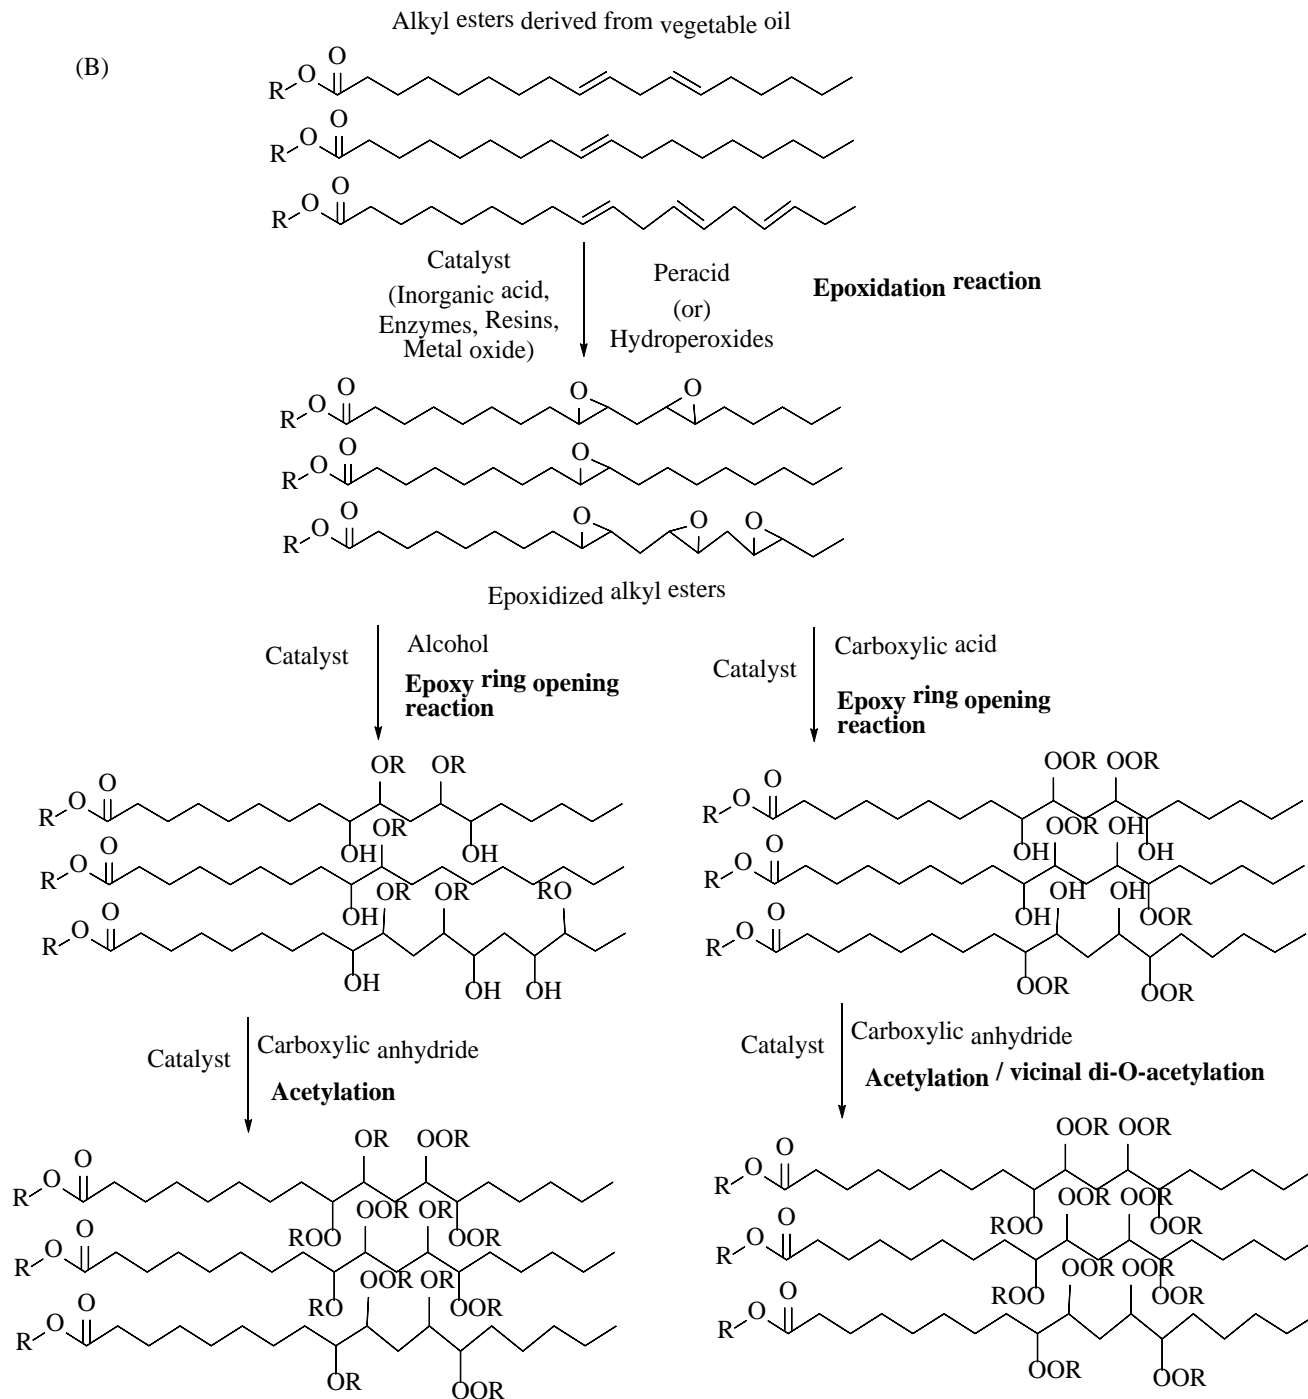 Alkyl esters derived from vegetable oil
(B)
O
R O
O
R O
O
R O
Catalyst
(Inorganic acid,
Enzymes, Resins,
Metal oxide)
Peracid
(or)
Hydroperoxides
Epoxidation reaction
O O O
R O
O O
R O
O O O O
R O
Epoxidized alkyl esters
Catalyst
Alcohol
Epoxy ring opening
reaction
Catalyst
Carboxylic acid
Epoxy ring opening
reaction
O OR OR
R O
OH OH
O OR
R O
OH
O OR OR RO
R O
OH OH OH
O OOR OOR
R O
OH OH
O OOR OH
R O
OH OOR
O OH OH
R O
OOR OOR
Catalyst
Carboxylic anhydride
Acetylation
Catalyst
Carboxylic anhydride
Acetylation / vicinal di-O-acetylation
O OR OOR
R O
ROO OOR
O OOR OR
R O
RO OOR
O OOR OR
R O
OR OOR
O OOR OOR
R O
ROO OOR
O OOR OOR
R O
ROO OOR
O OOR OOR
R O
OOR OOR